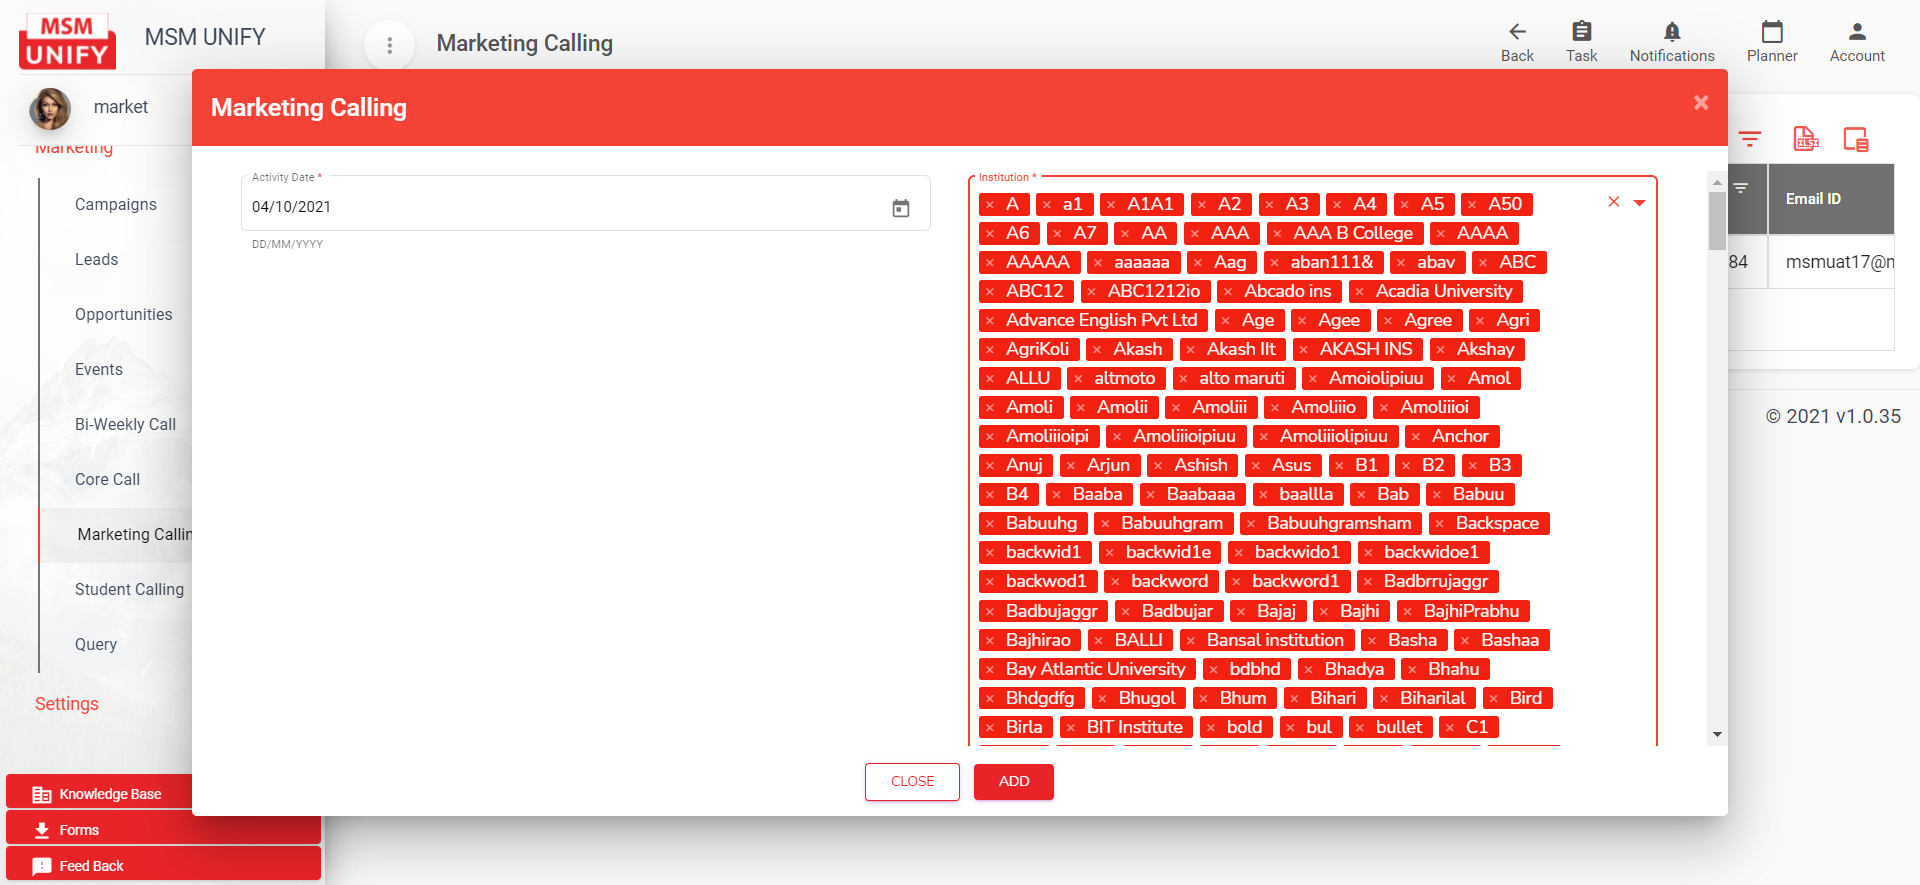 MSM
UNIFY
MSM UNIFY
Marketing Calling
Back
Task
Notifications
Planner
Account
market
Marketing
Campaigns
Leads
Opportunities
Events
Bi-Weekly Call
Core Call
Marketing Callin
Student Calling
Query
Settings
Knowledge Base
Forms
Feed Back
Marketing Calling
Activity Date *
04/10/2021
DD/MM/YYYY
Institution *
× A × a1 × A1A1 × A2 × A3 × A4 × A5 × A50
× A6 × A7 × AA × AAA × AAA B College × AAAA
× AAAAA × aaaaaa × Aag × aban111& × abav × ABC
× ABC12 × ABC1212io × Abcado ins × Acadia University
× Advance English Pvt Ltd × Age × Agee × Agree × Agri
× AgriKoli × Akash × Akash IIt × AKASH INS × Akshay
× ALLU × altmoto × alto maruti × Amoiolipiuu × Amol
× Amoli × Amolii × Amoliii × Amoliiio × Amoliiioi
× Amoliiioipi × Amoliiioipiuu × Amoliiiolipiuu × Anchor
× Anuj × Arjun × Ashish × Asus × B1 × B2 × B3
× B4 × Baaba × Baabaaa × baallla × Bab × Babuu
× Babuuhg × Babuuhgram × Babuuhgramsham × Backspace
× backwid1 × backwid1e × backwido1 × backwidoe1
× backwod1 × backword × backword1 × Badbrrujaggr
× Badbujaggr × Badbujar × Bajaj × Bajhi × BajhiPrabhu
× Bajhirao × BALLI × Bansal institution × Basha × Bashaa
× Bay Atlantic University × bdbhd × Bhadya × Bhahu
× Bhdgdfg × Bhugol × Bhum × Bihari × Biharilal × Bird
× Birla × BIT Institute × bold × bul × bullet × C1
CLOSE
ADD
XLSX
Email ID
84
msmuat17@n
© 2021 v1.0.35